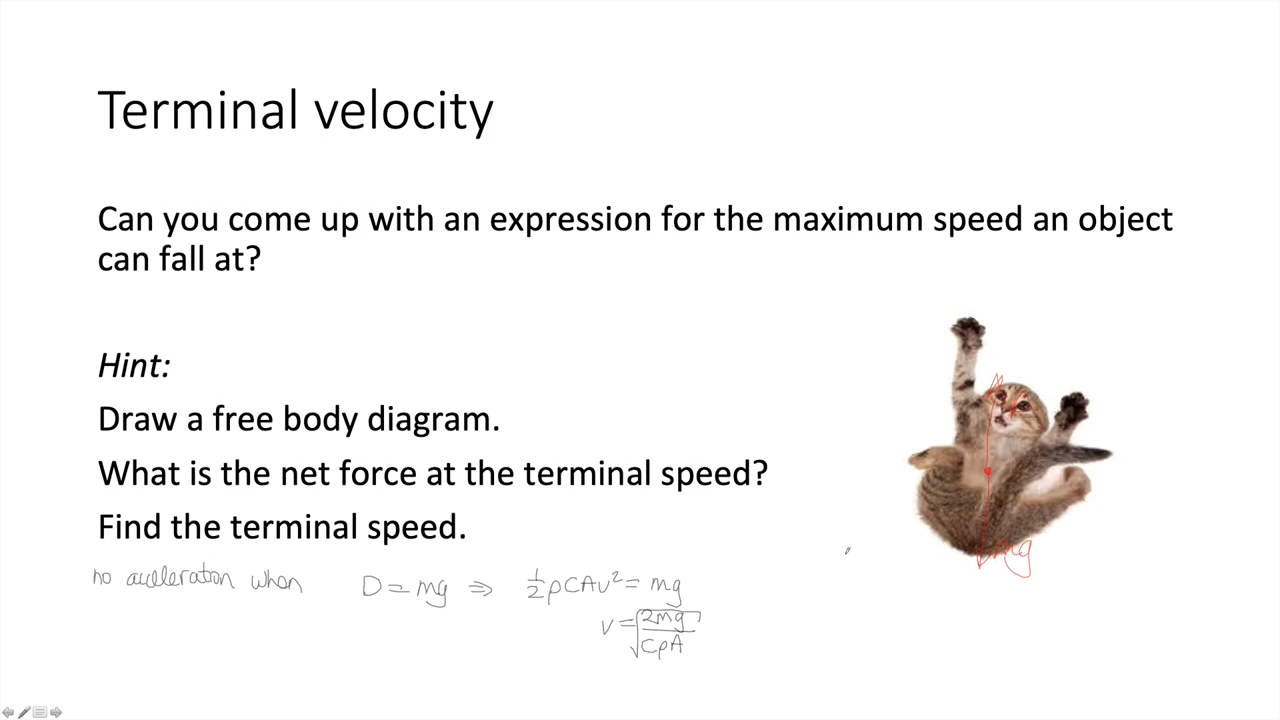 Terminal velocity
Can you come up with an expression for the maximum speed an object
can fall at?
Hint:
Draw a free body diagram.
What is the net force at the terminal speed?
Find the terminal speed.
mg
no acceleration when D = mg ⇒ ½ρCAv² = mg
v = √(2mg/CρA)